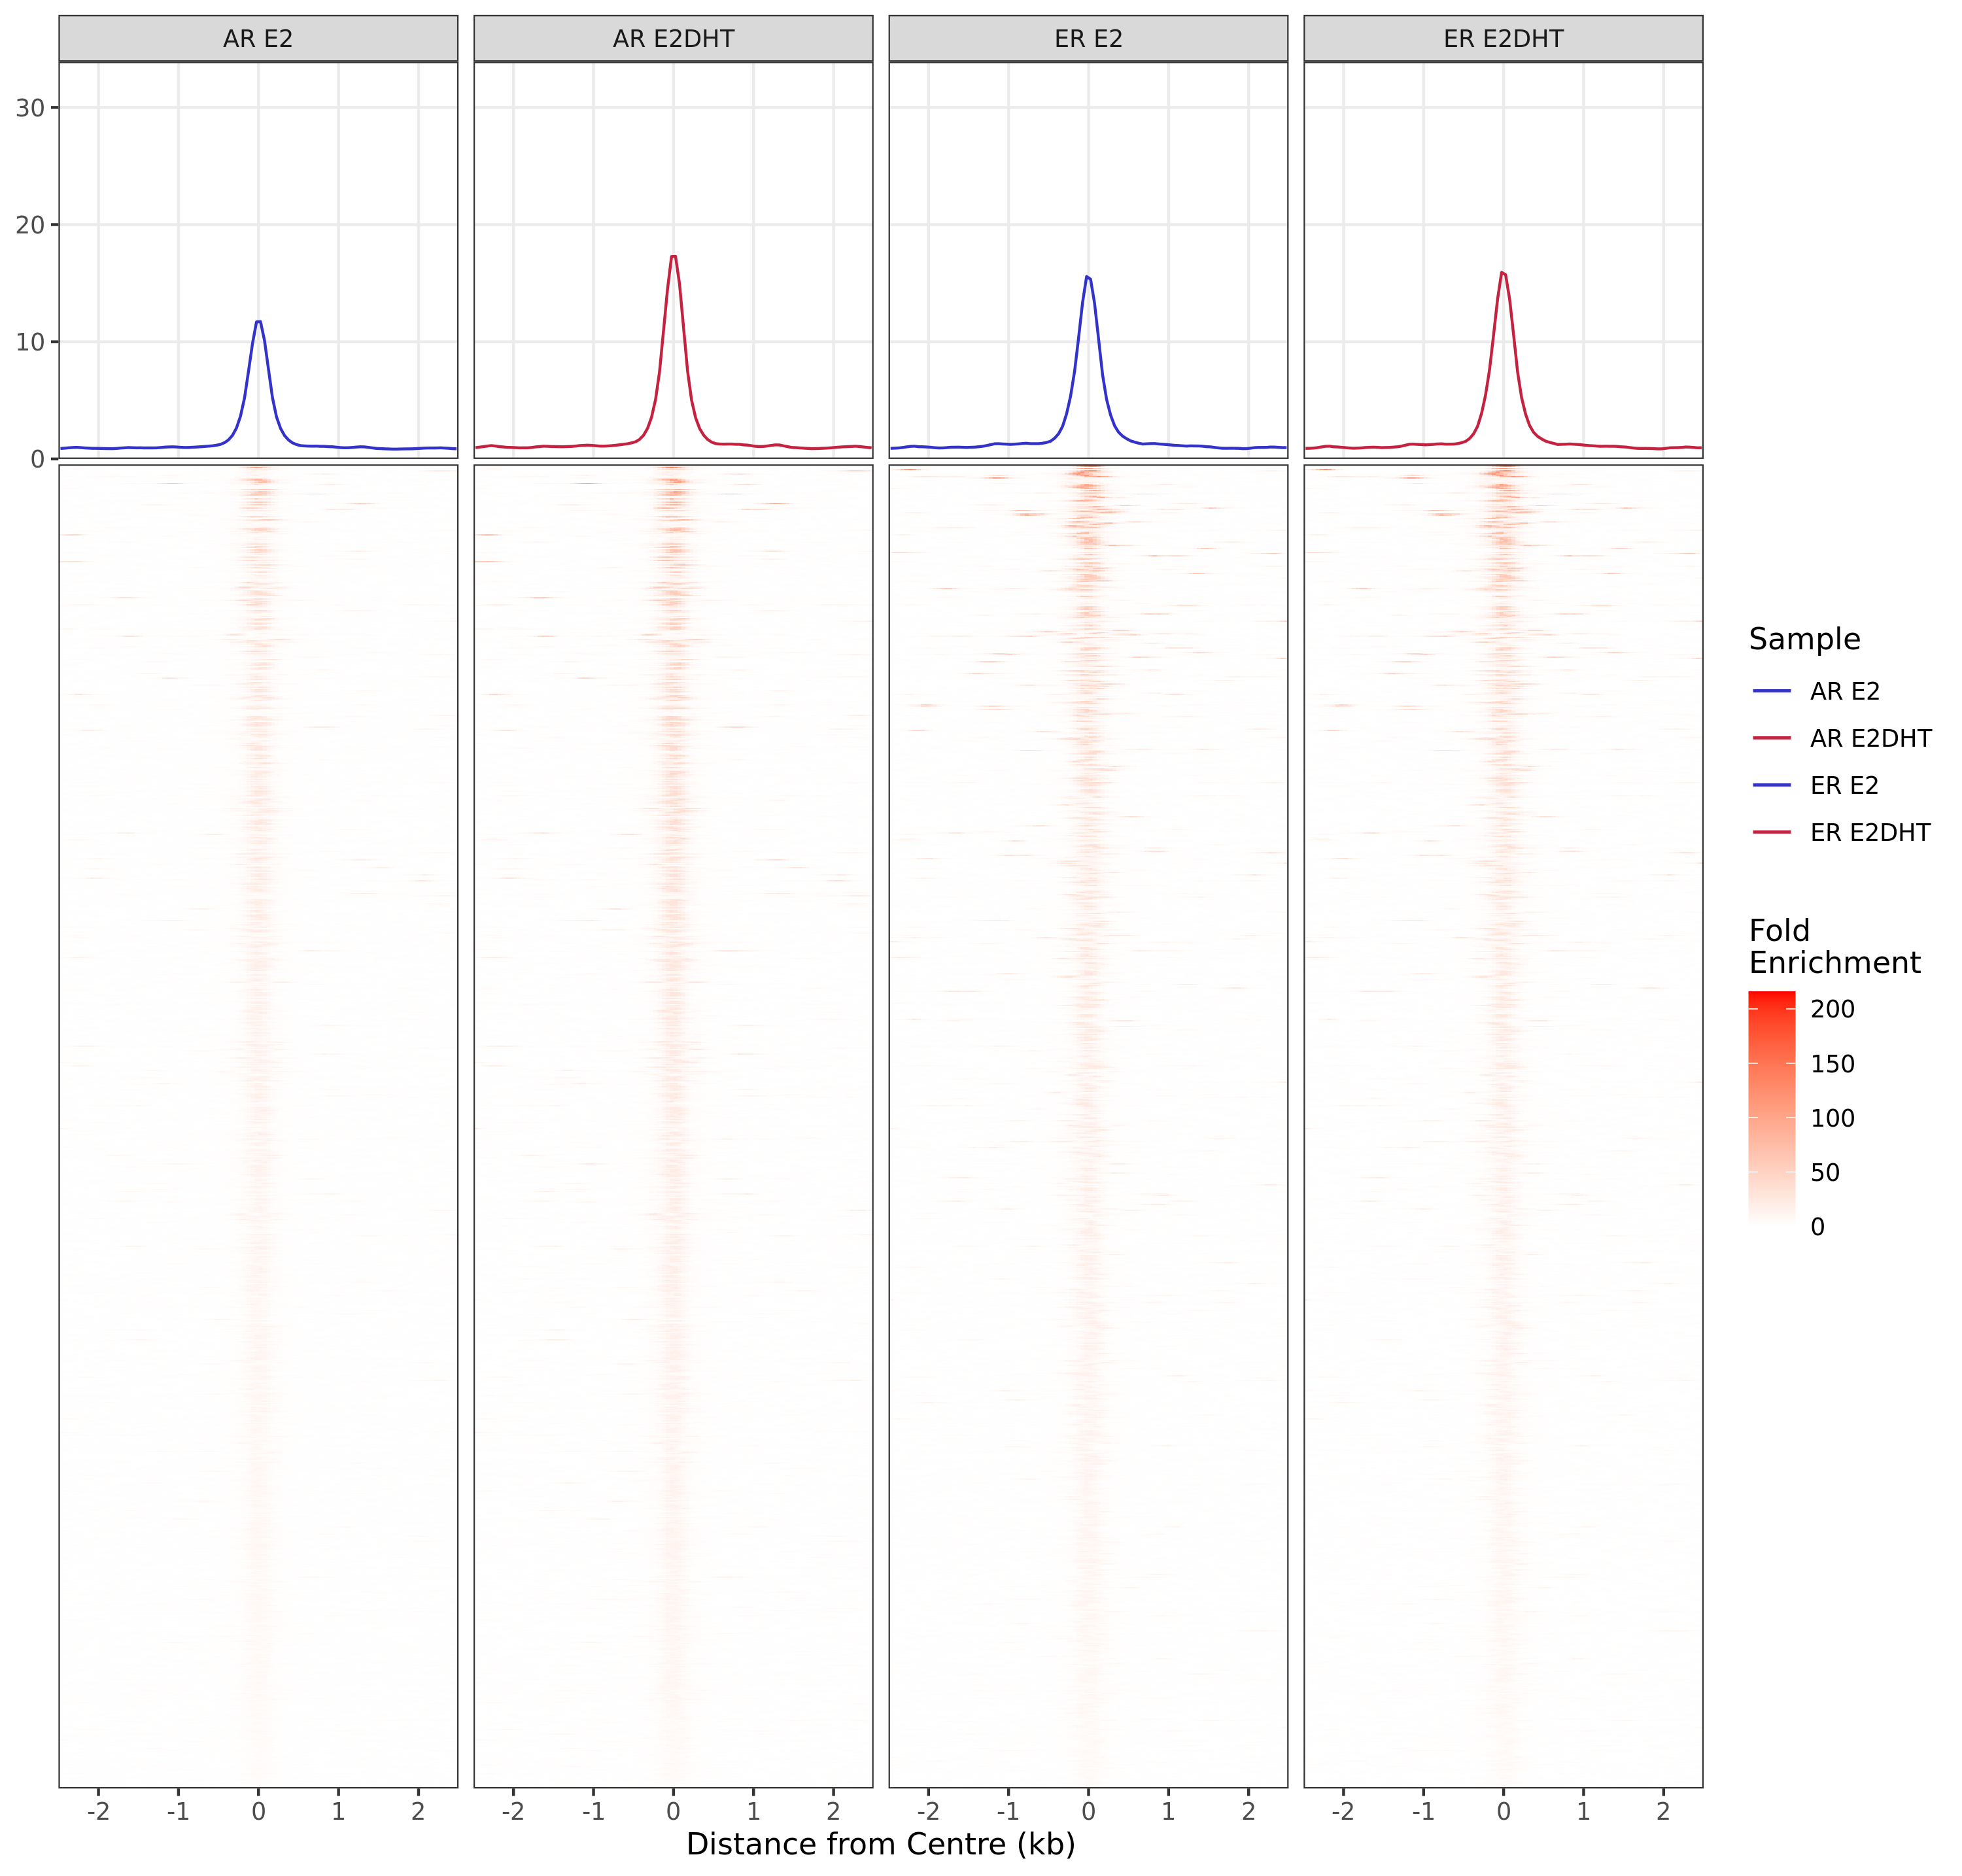 AR E2
AR E2DHT
ER E2
ER E2DHT
30
20
10
0
-2 -1 0 1 2
-2 -1 0 1 2
-2 -1 0 1 2
-2 -1 0 1 2
Distance from Centre (kb)
Sample
AR E2
AR E2DHT
ER E2
ER E2DHT
Fold
Enrichment
200
150
100
50
0